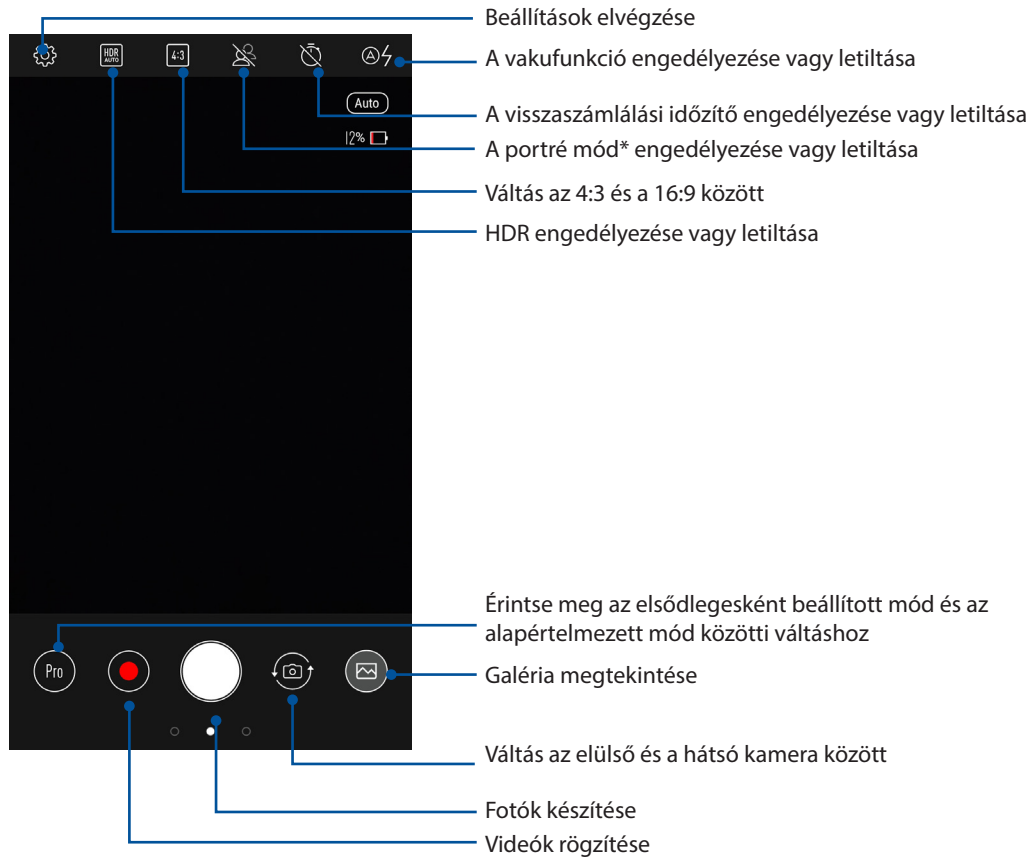 Beállítások elvégzése
HDR
AUTO
4:3
A
A vakufunkció engedélyezése vagy letiltása
Auto
A visszaszámlálási időzítő engedélyezése vagy letiltása
12%
A portré mód* engedélyezése vagy letiltása
Váltás az 4:3 és a 16:9 között
HDR engedélyezése vagy letiltása
Érintse meg az elsődlegesként beállított mód és az
alapértelmezett mód közötti váltáshoz
Pro
Galéria megtekintése
Váltás az elülső és a hátsó kamera között
Fotók készítése
Videók rögzítése